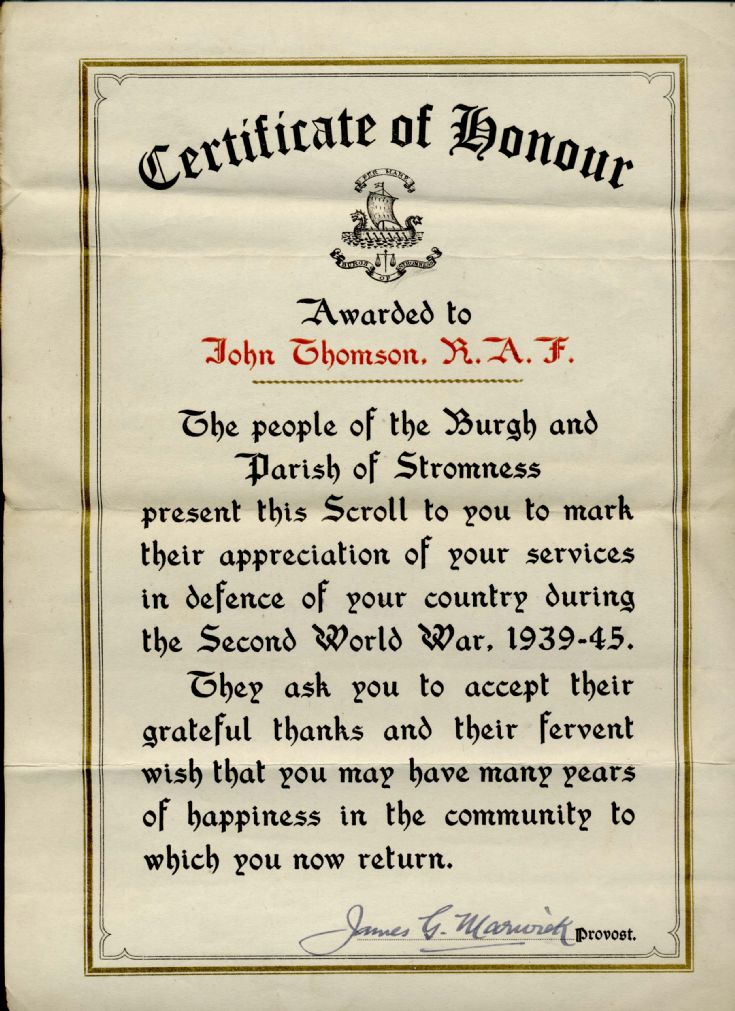 Certificate of Honour
PER MARE
BURGH OF STROMNESS
Awarded to
John Thomson, R.A.F.
The people of the Burgh and
Parish of Stromness
present this Scroll to you to mark
their appreciation of your services
in defence of your country during
the Second World War, 1939-45.
They ask you to accept their
grateful thanks and their fervent
wish that you may have many years
of happiness in the community to
which you now return.
James G. Marwick Provost.